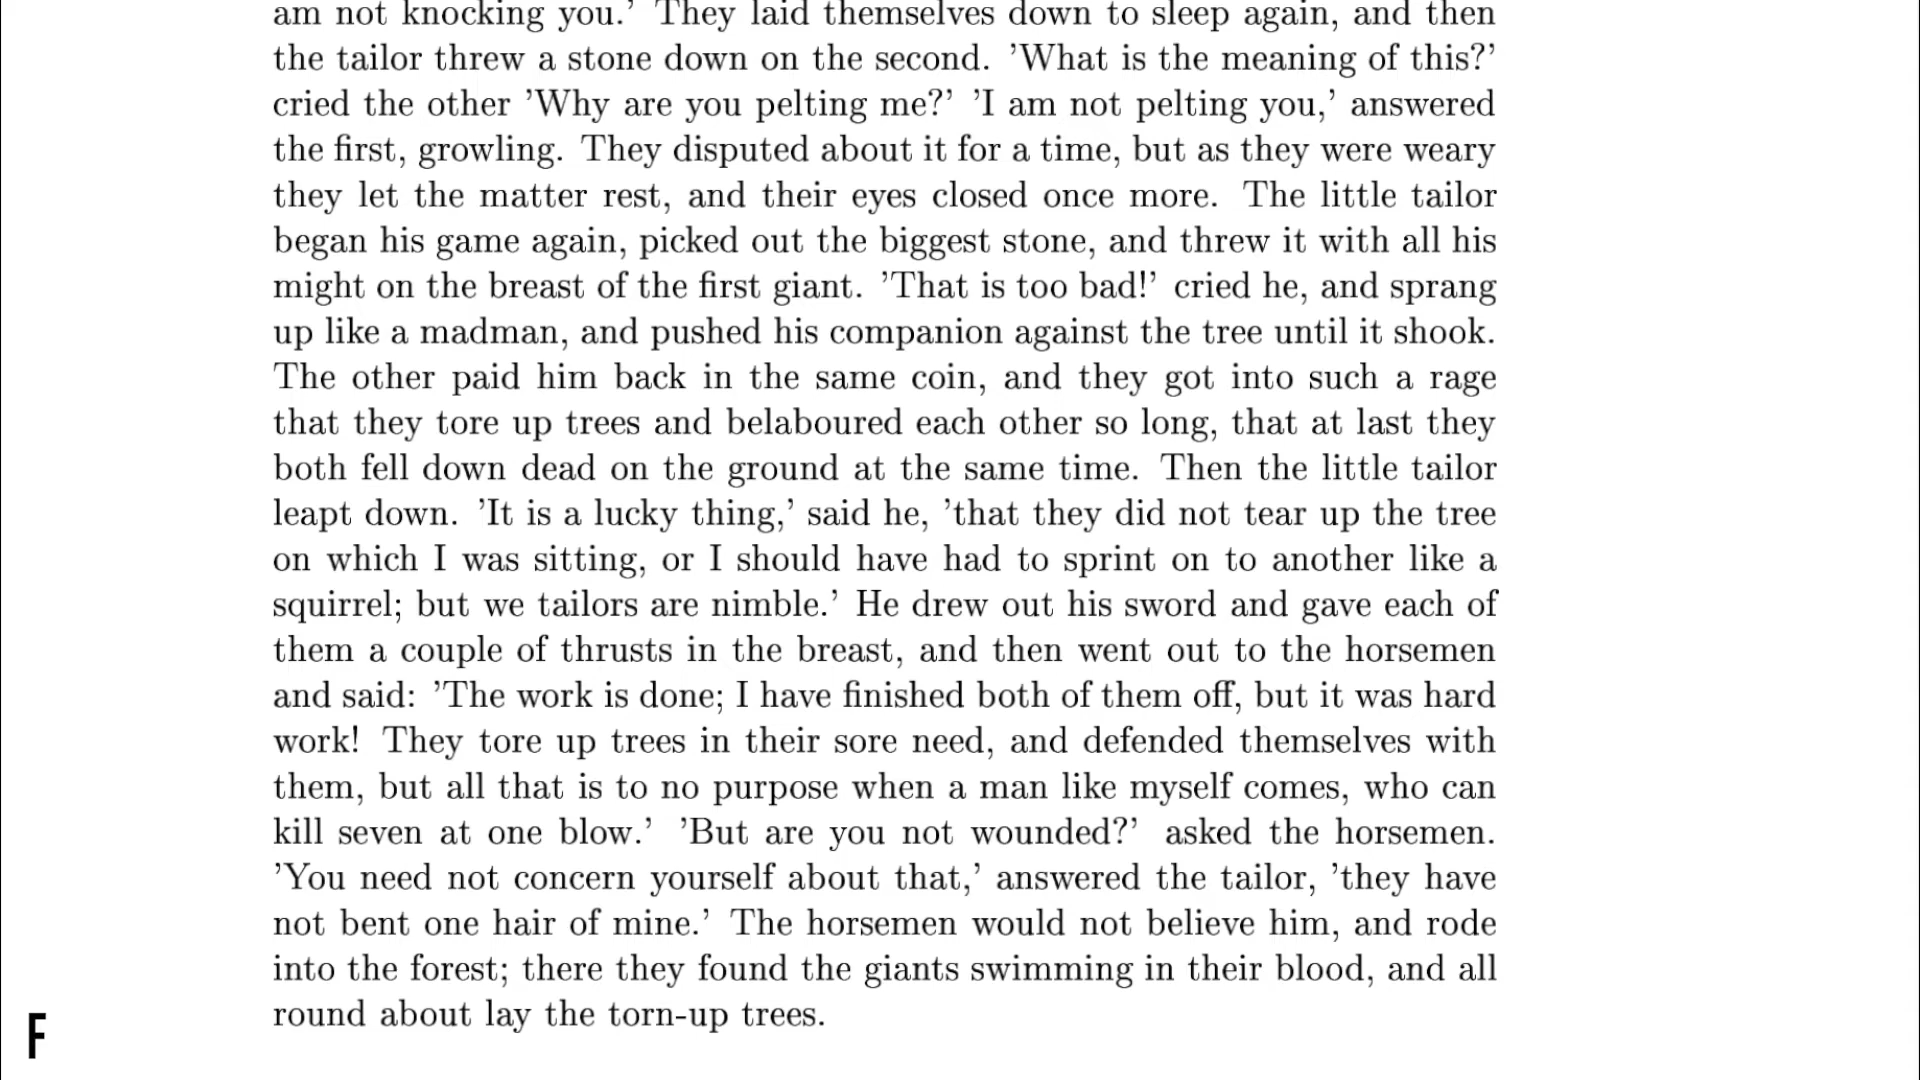 am not knocking you.’ They laid themselves down to sleep again, and then
the tailor threw a stone down on the second. ’What is the meaning of this?’
cried the other ’Why are you pelting me?’ ’I am not pelting you,’ answered
the first, growling. They disputed about it for a time, but as they were weary
they let the matter rest, and their eyes closed once more. The little tailor
began his game again, picked out the biggest stone, and threw it with all his
might on the breast of the first giant. ’That is too bad!’ cried he, and sprang
up like a madman, and pushed his companion against the tree until it shook.
The other paid him back in the same coin, and they got into such a rage
that they tore up trees and belaboured each other so long, that at last they
both fell down dead on the ground at the same time. Then the little tailor
leapt down. ’It is a lucky thing,’ said he, ’that they did not tear up the tree
on which I was sitting, or I should have had to sprint on to another like a
squirrel; but we tailors are nimble.’ He drew out his sword and gave each of
them a couple of thrusts in the breast, and then went out to the horsemen
and said: ’The work is done; I have finished both of them off, but it was hard
work! They tore up trees in their sore need, and defended themselves with
them, but all that is to no purpose when a man like myself comes, who can
kill seven at one blow.’ ’But are you not wounded?’ asked the horsemen.
’You need not concern yourself about that,’ answered the tailor, ’they have
not bent one hair of mine.’ The horsemen would not believe him, and rode
into the forest; there they found the giants swimming in their blood, and all
round about lay the torn-up trees.
F